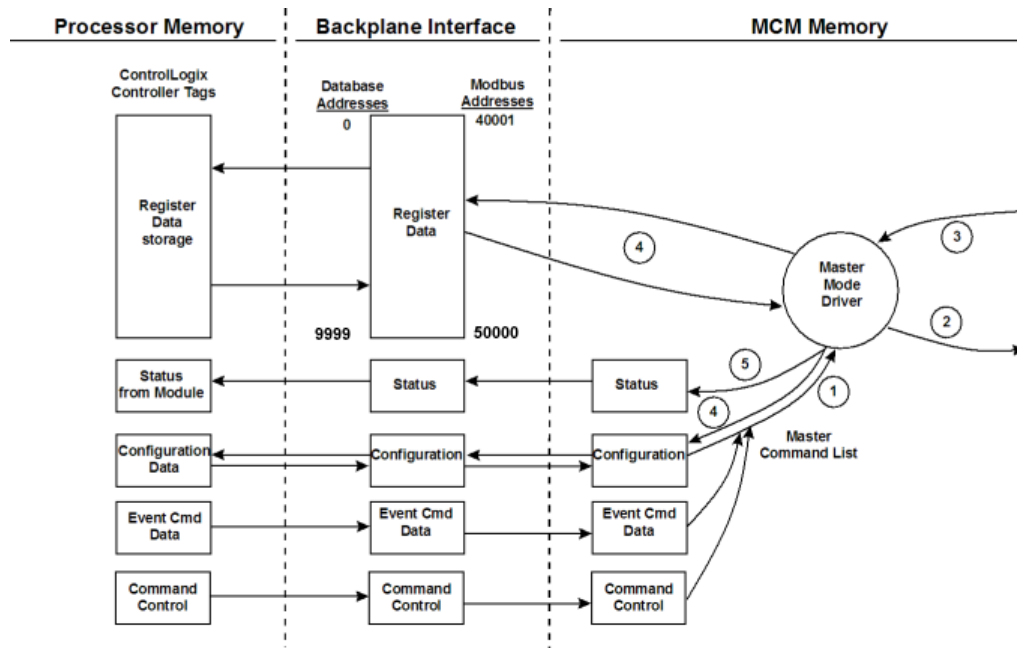 Processor Memory
Backplane Interface
MCM Memory
ControlLogix
Controller Tags
Database
Addresses
0
Modbus
Addresses
40001
Register
Data
storage
Register
Data
4
3
Master
Mode
Driver
2
9999
50000
Status
from Module
Status
Status
5
1
4
Master
Command List
Configuration
Data
Configuration
Configuration
Event Cmd
Data
Event Cmd
Data
Event Cmd
Data
Command
Control
Command
Control
Command
Control